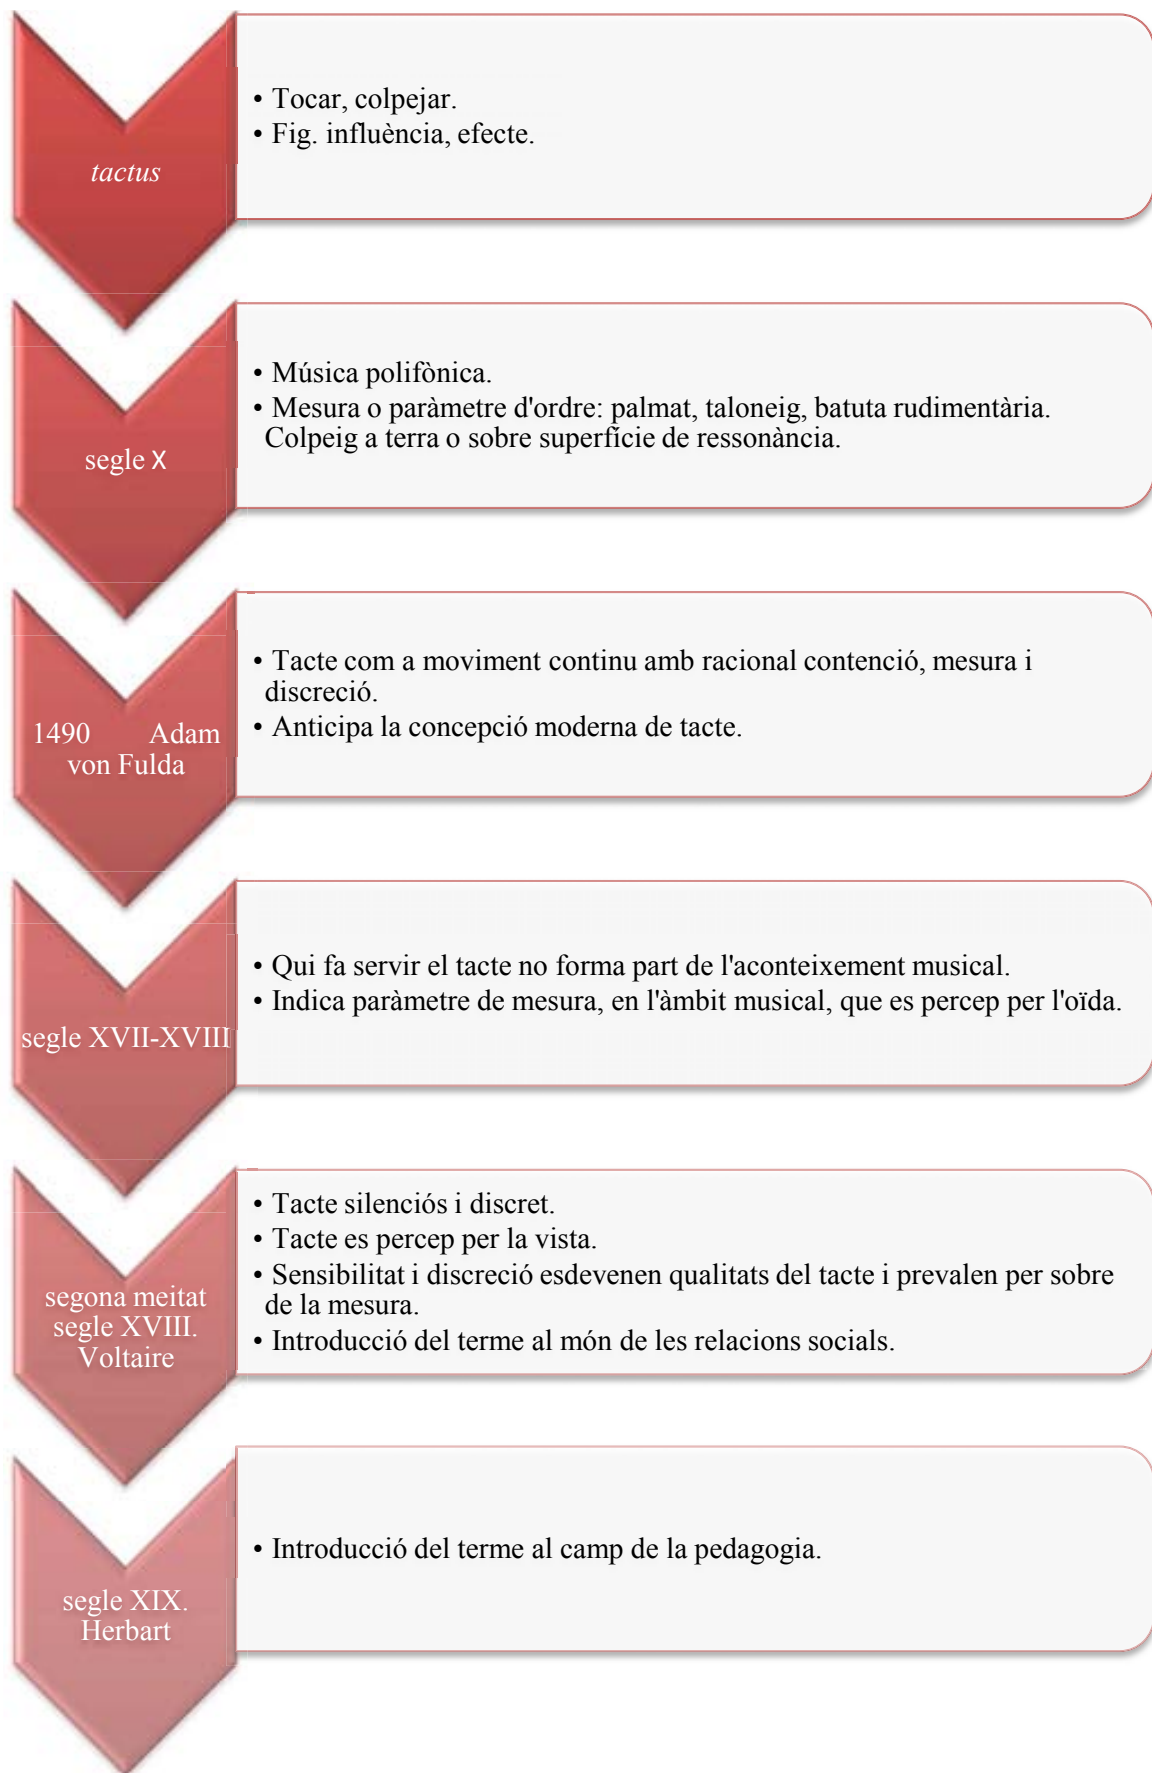 tactus
• Tocar, colpejar.
• Fig. influència, efecte.
segle X
• Música polifònica.
• Mesura o paràmetre d'ordre: palmat, taloneig, batuta rudimentària.
Colpeig a terra o sobre superfície de ressonància.
1490 Adam
von Fulda
• Tacte com a moviment continu amb racional contenció, mesura i
discreció.
• Anticipa la concepció moderna de tacte.
segle XVII-XVIII
• Qui fa servir el tacte no forma part de l'aconteixement musical.
• Indica paràmetre de mesura, en l'àmbit musical, que es percep per l'oïda.
segona meitat
segle XVIII.
Voltaire
• Tacte silenciós i discret.
• Tacte es percep per la vista.
• Sensibilitat i discreció esdevenen qualitats del tacte i prevalen per sobre
de la mesura.
• Introducció del terme al món de les relacions socials.
segle XIX.
Herbart
• Introducció del terme al camp de la pedagogia.